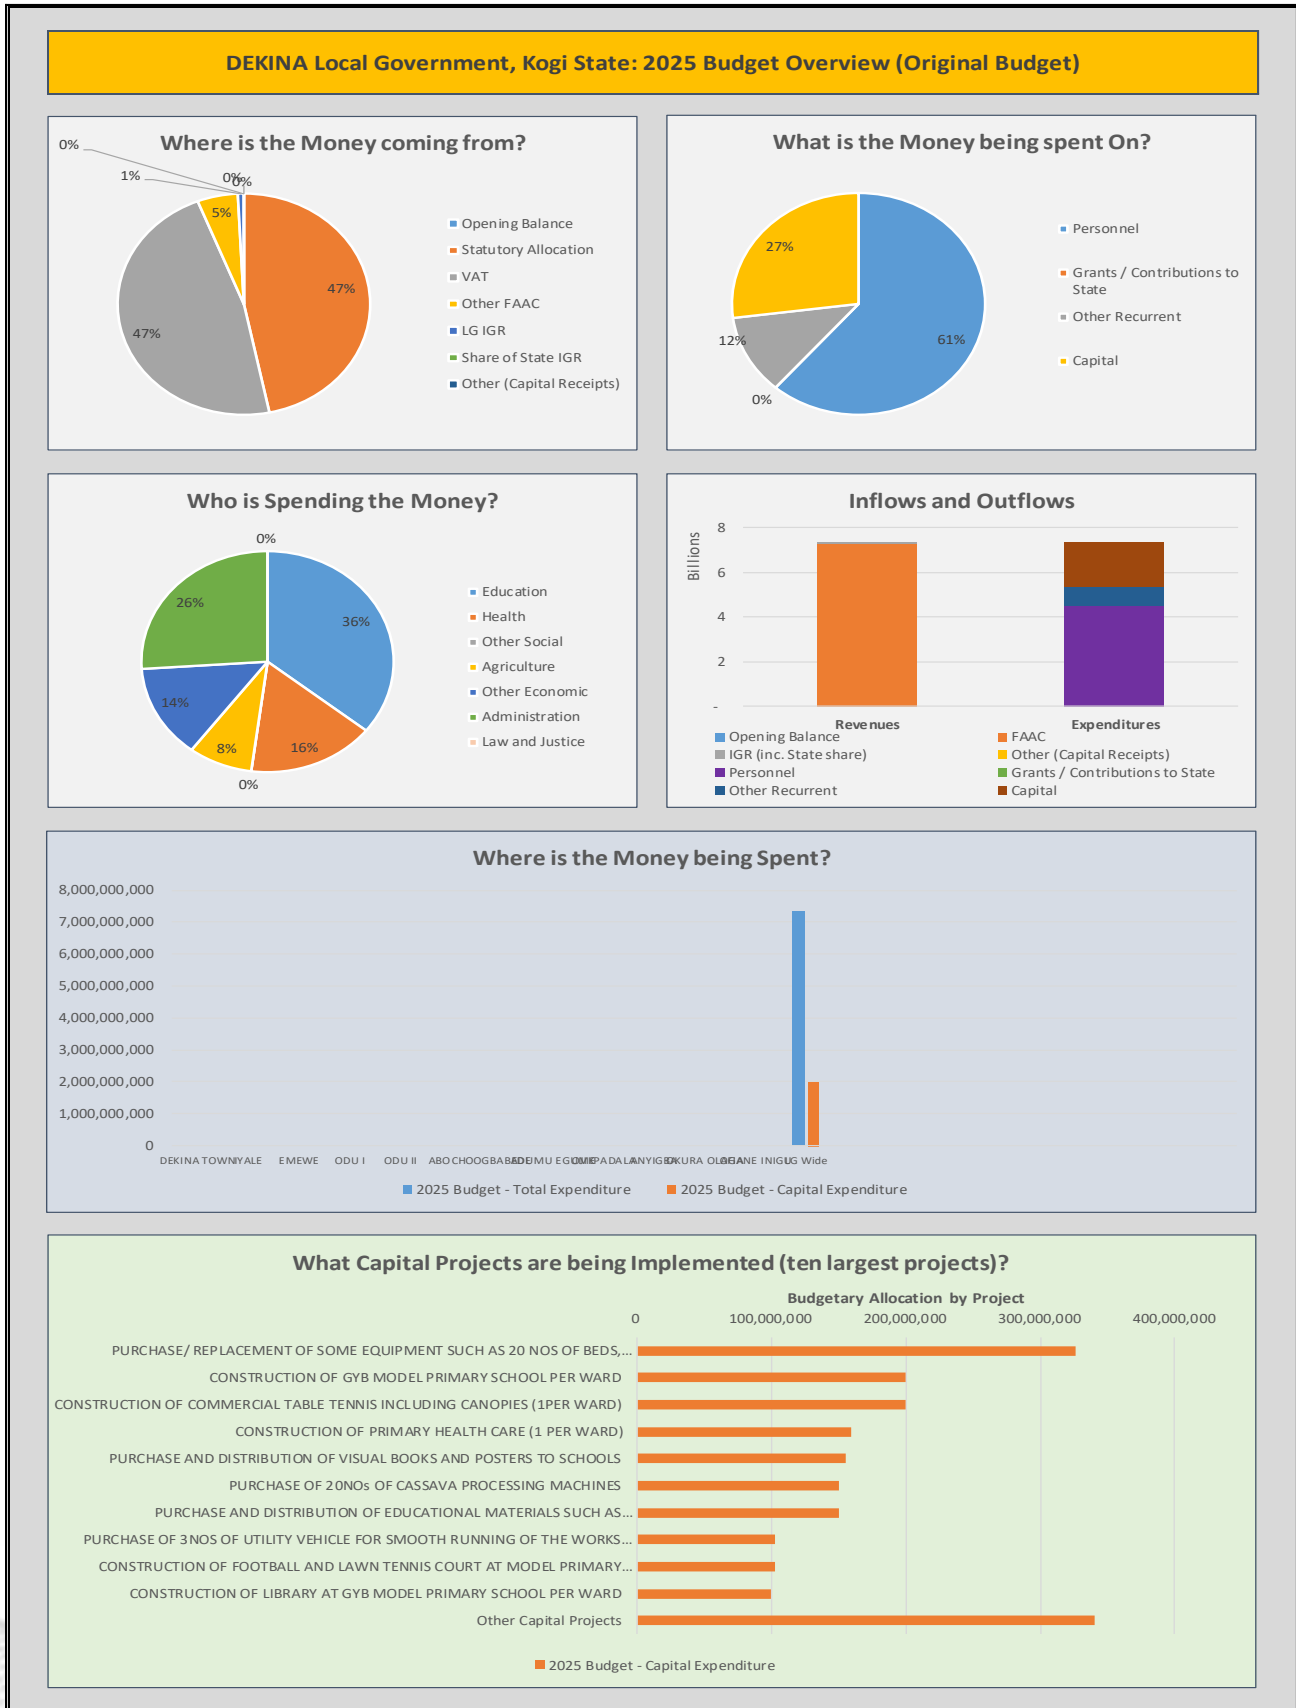 DEKINA Local Government, Kogi State: 2025 Budget Overview (Original Budget)
Where is the Money coming from?
0%
1%
0%
0%
5%
47%
47%
Opening Balance
Statutory Allocation
VAT
Other FAAC
LG IGR
Share of State IGR
Other (Capital Receipts)
What is the Money being spent On?
27%
12%
0%
61%
Personnel
Grants / Contributions to
State
Other Recurrent
Capital
Who is Spending the Money?
0%
26%
36%
14%
8%
16%
0%
Education
Health
Other Social
Agriculture
Other Economic
Administration
Law and Justice
Inflows and Outflows
Billions
8
6
4
2
-
Revenues
Expenditures
Opening Balance
FAAC
IGR (inc. State share)
Other (Capital Receipts)
Personnel
Grants / Contributions to State
Other Recurrent
Capital
Where is the Money being Spent?
8,000,000,000
7,000,000,000
6,000,000,000
5,000,000,000
4,000,000,000
3,000,000,000
2,000,000,000
1,000,000,000
0
DEKINA TOWN IYALE EMEWE ODU I ODU II ABOCHO OGBABEDE EGUME ANYIGBA OKURA OLAFIA OGANE INIGU LG Wide
2025 Budget - Total Expenditure
2025 Budget - Capital Expenditure
What Capital Projects are being Implemented (ten largest projects)?
Budgetary Allocation by Project
0 100,000,000 200,000,000 300,000,000 400,000,000
PURCHASE/ REPLACEMENT OF SOME EQUIPMENT SUCH AS 20 NOS OF BEDS,...
CONSTRUCTION OF GYB MODEL PRIMARY SCHOOL PER WARD
CONSTRUCTION OF COMMERCIAL TABLE TENNIS INCLUDING CANOPIES (1PER WARD)
CONSTRUCTION OF PRIMARY HEALTH CARE (1 PER WARD)
PURCHASE AND DISTRIBUTION OF VISUAL BOOKS AND POSTERS TO SCHOOLS
PURCHASE OF 20NOs OF CASSAVA PROCESSING MACHINES
PURCHASE AND DISTRIBUTION OF EDUCATIONAL MATERIALS SUCH AS...
PURCHASE OF 3NOS OF UTILITY VEHICLE FOR SMOOTH RUNNING OF THE WORKS...
CONSTRUCTION OF FOOTBALL AND LAWN TENNIS COURT AT MODEL PRIMARY...
CONSTRUCTION OF LIBRARY AT GYB MODEL PRIMARY SCHOOL PER WARD
Other Capital Projects
2025 Budget - Capital Expenditure